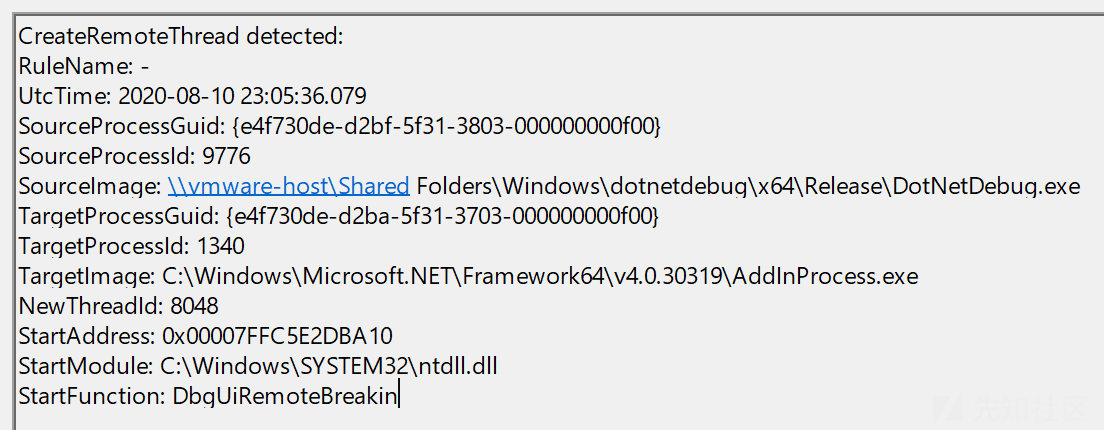 CreateRemoteThread detected:
RuleName: -
UtcTime: 2020-08-10 23:05:36.079
SourceProcessGuid: {e4f730de-d2bf-5f31-3803-000000000f00}
SourceProcessId: 9776
SourceImage: \\vmware-host\Shared Folders\Windows\dotnetdebug\x64\Release\DotNetDebug.exe
TargetProcessGuid: {e4f730de-d2ba-5f31-3703-000000000f00}
TargetProcessId: 1340
TargetImage: C:\Windows\Microsoft.NET\Framework64\v4.0.30319\AddInProcess.exe
NewThreadId: 8048
StartAddress: 0x00007FFC5E2DBA10
StartModule: C:\Windows\SYSTEM32\ntdll.dll
StartFunction: DbgUiRemoteBreakin